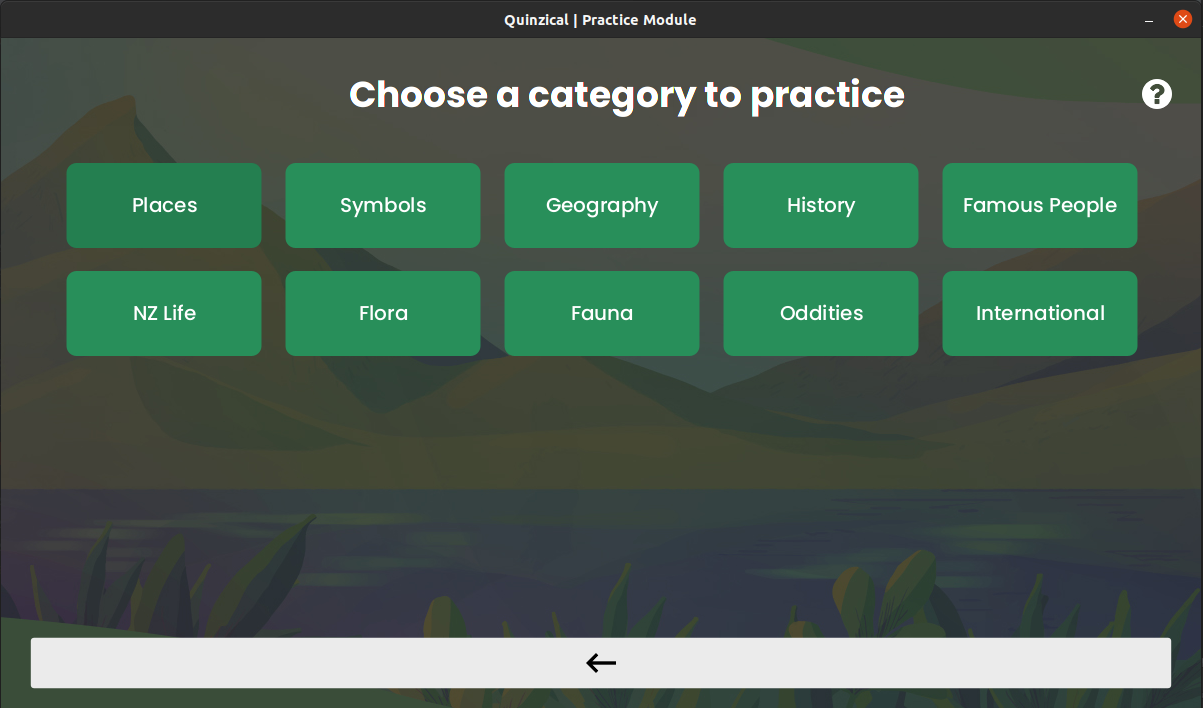 Quinzical | Practice Module
Choose a category to practice
?
Places Symbols Geography History Famous People
NZ Life Flora Fauna Oddities International